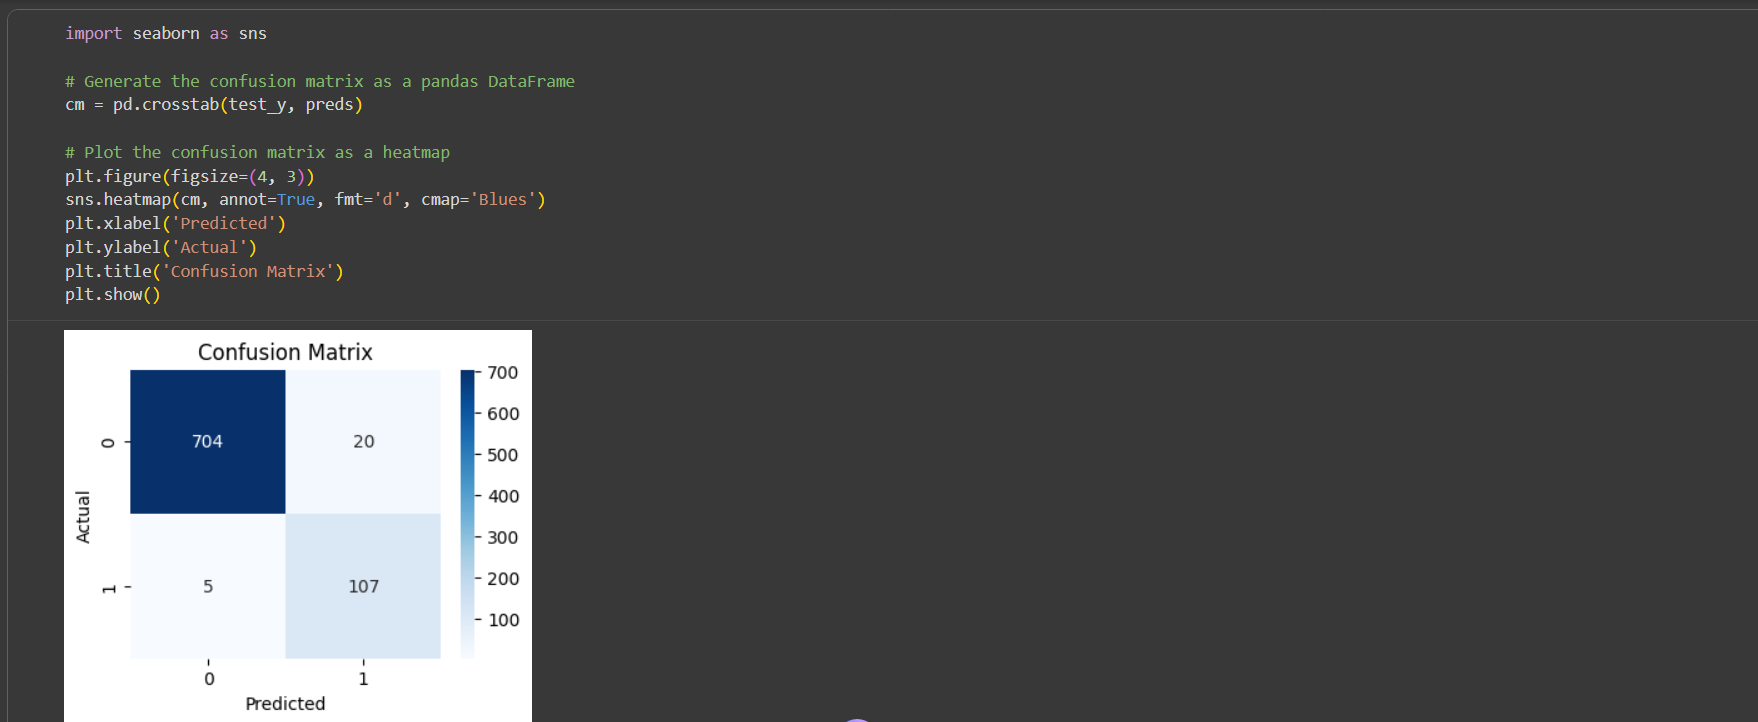 import seaborn as sns
# Generate the confusion matrix as a pandas DataFrame
cm = pd.crosstab(test_y, preds)
# Plot the confusion matrix as a heatmap
plt.figure(figsize=(4, 3))
sns.heatmap(cm, annot=True, fmt='d', cmap='Blues')
plt.xlabel('Predicted')
plt.ylabel('Actual')
plt.title('Confusion Matrix')
plt.show()
Confusion Matrix
700
600
500
400
300
200
100
0
704
20
Actual
1
5
107
0
1
Predicted